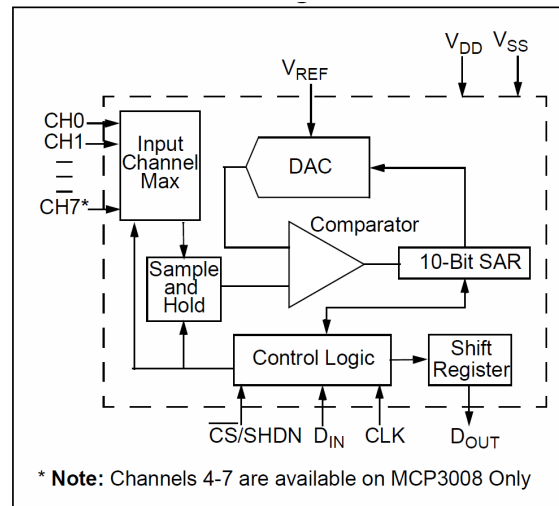 VDD
VSS
VREF
CH0
CH1
CH7*
Input
Channel
Max
DAC
Comparator
Sample
and
Hold
10-Bit SAR
Control Logic
Shift
Register
CS/SHDN
DIN
CLK
DOUT
* Note: Channels 4-7 are available on MCP3008 Only